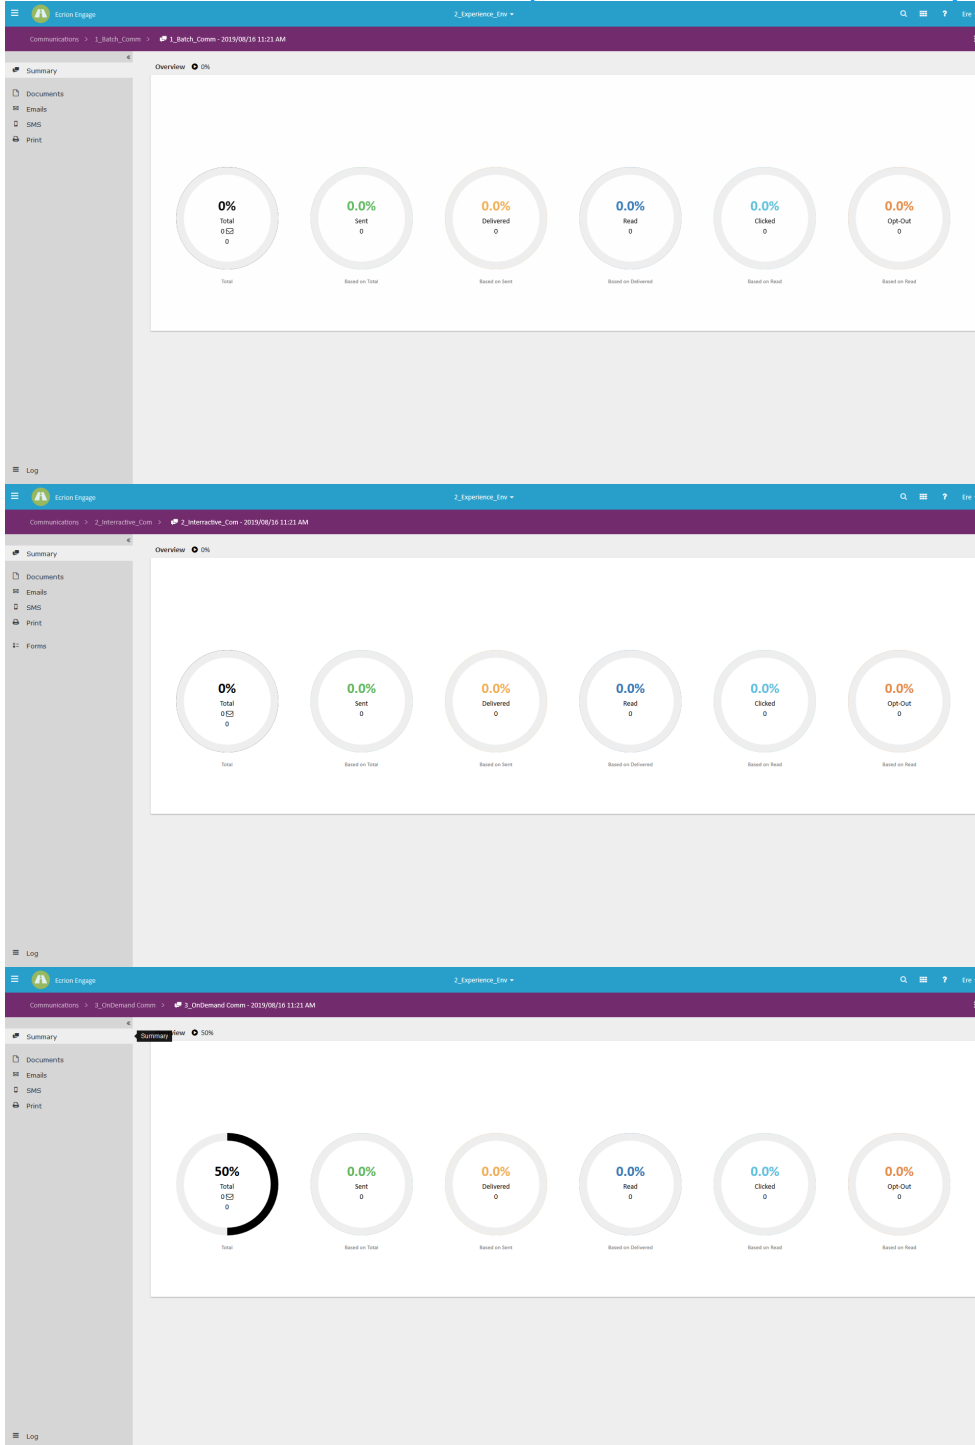 Ecrion Engage
2_Experience_Env
? Ere
Communications > 1_Batch_Comm > 1_Batch_Comm - 2019/08/16 11:21 AM
«
Summary
Overview 0%
Documents
Emails
SMS
Print
0% 0.0% 0.0% 0.0% 0.0% 0.0%
Total Sent Delivered Read Clicked Opt-Out
0 0 0 0 0 0
0
Total Based on Total Based on Sent Based on Delivered Based on Read Based on Read
Log
Ecrion Engage
2_Experience_Env
? Ere
Communications > 2_Interractive_Com > 2_Interractive_Com - 2019/08/16 11:21 AM
«
Summary
Overview 0%
Documents
Emails
SMS
Print
Forms
0% 0.0% 0.0% 0.0% 0.0% 0.0%
Total Sent Delivered Read Clicked Opt-Out
0 0 0 0 0 0
0
Total Based on Total Based on Sent Based on Delivered Based on Read Based on Read
Log
Ecrion Engage
2_Experience_Env
? Ere
Communications > 3_OnDemand Comm > 3_OnDemand Comm - 2019/08/16 11:21 AM
«
Summary
Summary view 50%
Documents
Emails
SMS
Print
50% 0.0% 0.0% 0.0% 0.0% 0.0%
Total Sent Delivered Read Clicked Opt-Out
0 0 0 0 0 0
0
Total Based on Total Based on Sent Based on Delivered Based on Read Based on Read
Log